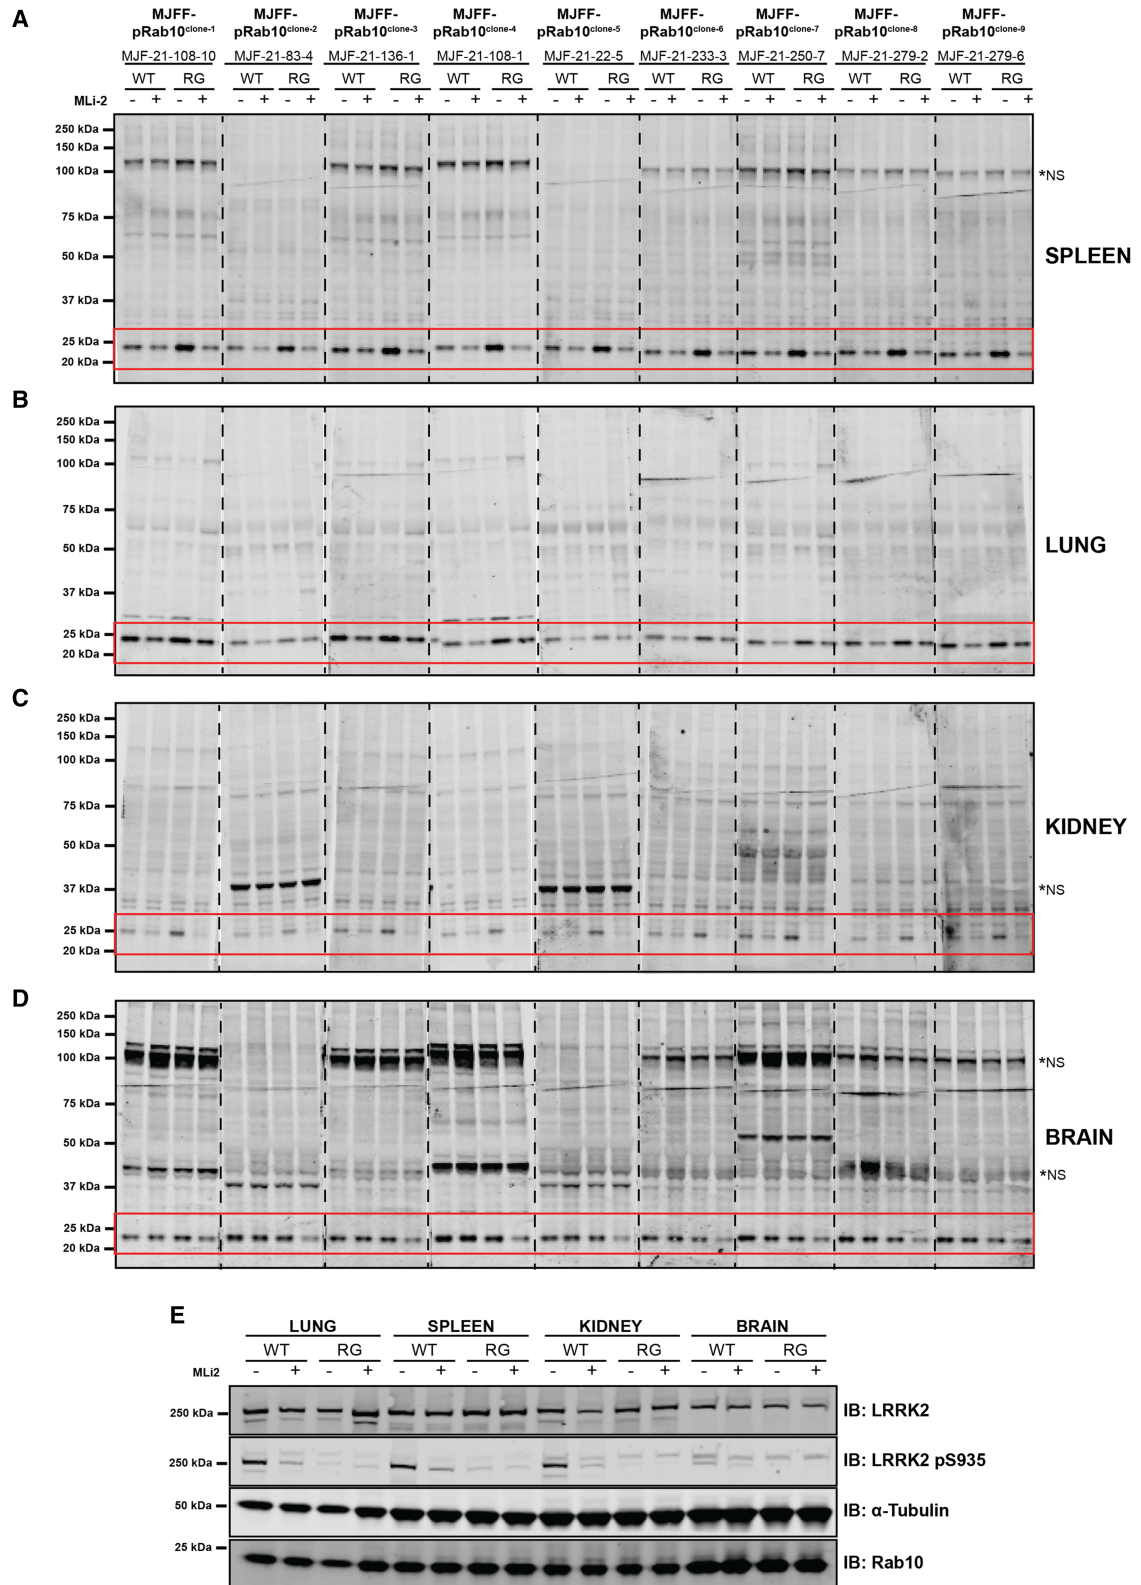 A
MJFF- MJFF- MJFF- MJFF- MJFF- MJFF- MJFF- MJFF- MJFF-
pRab10clone-1 pRab10clone-2 pRab10clone-3 pRab10clone-4 pRab10clone-5 pRab10clone-6 pRab10clone-7 pRab10clone-8 pRab10clone-9
MJF-21-108-10 MJF-21-83-4 MJF-21-136-1 MJF-21-108-1 MJF-21-22-5 MJF-21-233-3 MJF-21-250-7 MJF-21-279-2 MJF-21-279-6
WT RG WT RG WT RG WT RG WT RG WT RG WT RG WT RG WT RG
MLi-2 - + - + - + - + - + - + - + - + - + - + - + - + - + - + - + - + - + - +
250 kDa
150 kDa
100 kDa
*NS
75 kDa
50 kDa
SPLEEN
37 kDa
25 kDa
20 kDa
B
250 kDa
150 kDa
100 kDa
75 kDa
50 kDa
LUNG
37 kDa
25 kDa
20 kDa
C
250 kDa
150 kDa
100 kDa
75 kDa
KIDNEY
50 kDa
37 kDa
*NS
25 kDa
20 kDa
D
250 kDa
150 kDa
100 kDa
*NS
75 kDa
50 kDa
BRAIN
*NS
37 kDa
25 kDa
20 kDa
E
LUNG SPLEEN KIDNEY BRAIN
WT RG WT RG WT RG WT RG
MLi2 - + - + - + - + - + - + - + - +
250 kDa IB: LRRK2
250 kDa IB: LRRK2 pS935
50 kDa IB: α-Tubulin
25 kDa IB: Rab10